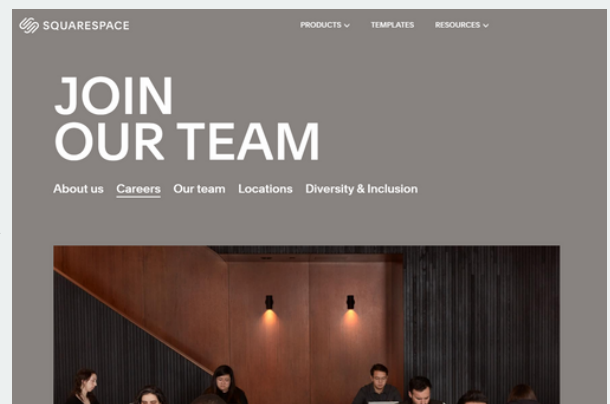 SQUARESPACE PRODUCTS TEMPLATES RESOURCES
JOIN
OUR TEAM
About us Careers Our team Locations Diversity & Inclusion